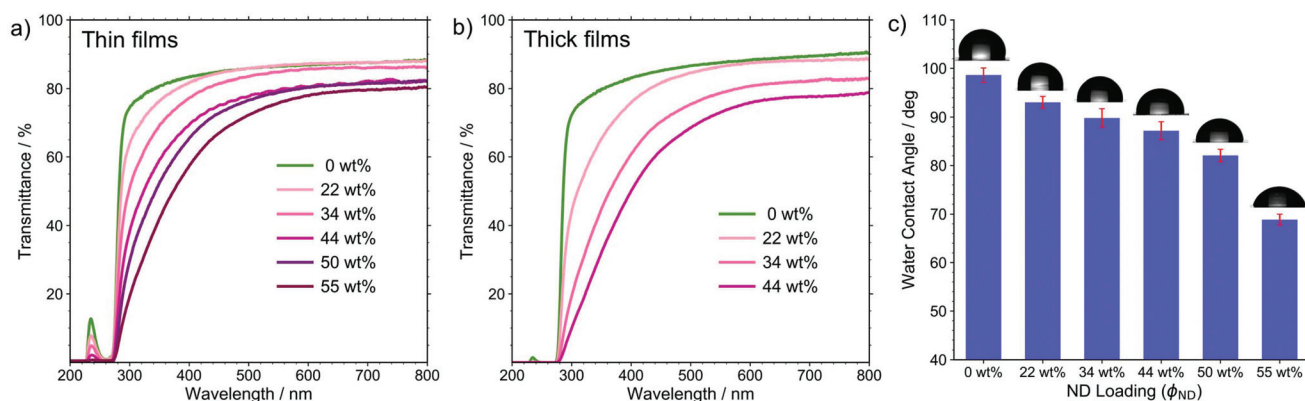 a)
Thin films
Transmittance / %
100
80
60
40
20
0 wt%
22 wt%
34 wt%
44 wt%
50 wt%
55 wt%
200 300 400 500 600 700 800
Wavelength / nm
b)
Thick films
Transmittance / %
100
80
60
40
20
0 wt%
22 wt%
34 wt%
44 wt%
200 300 400 500 600 700 800
Wavelength / nm
c)
Water Contact Angle / deg
110
100
90
80
70
60
50
40
0 wt% 22 wt% 34 wt% 44 wt% 50 wt% 55 wt%
ND Loading (ϕND)